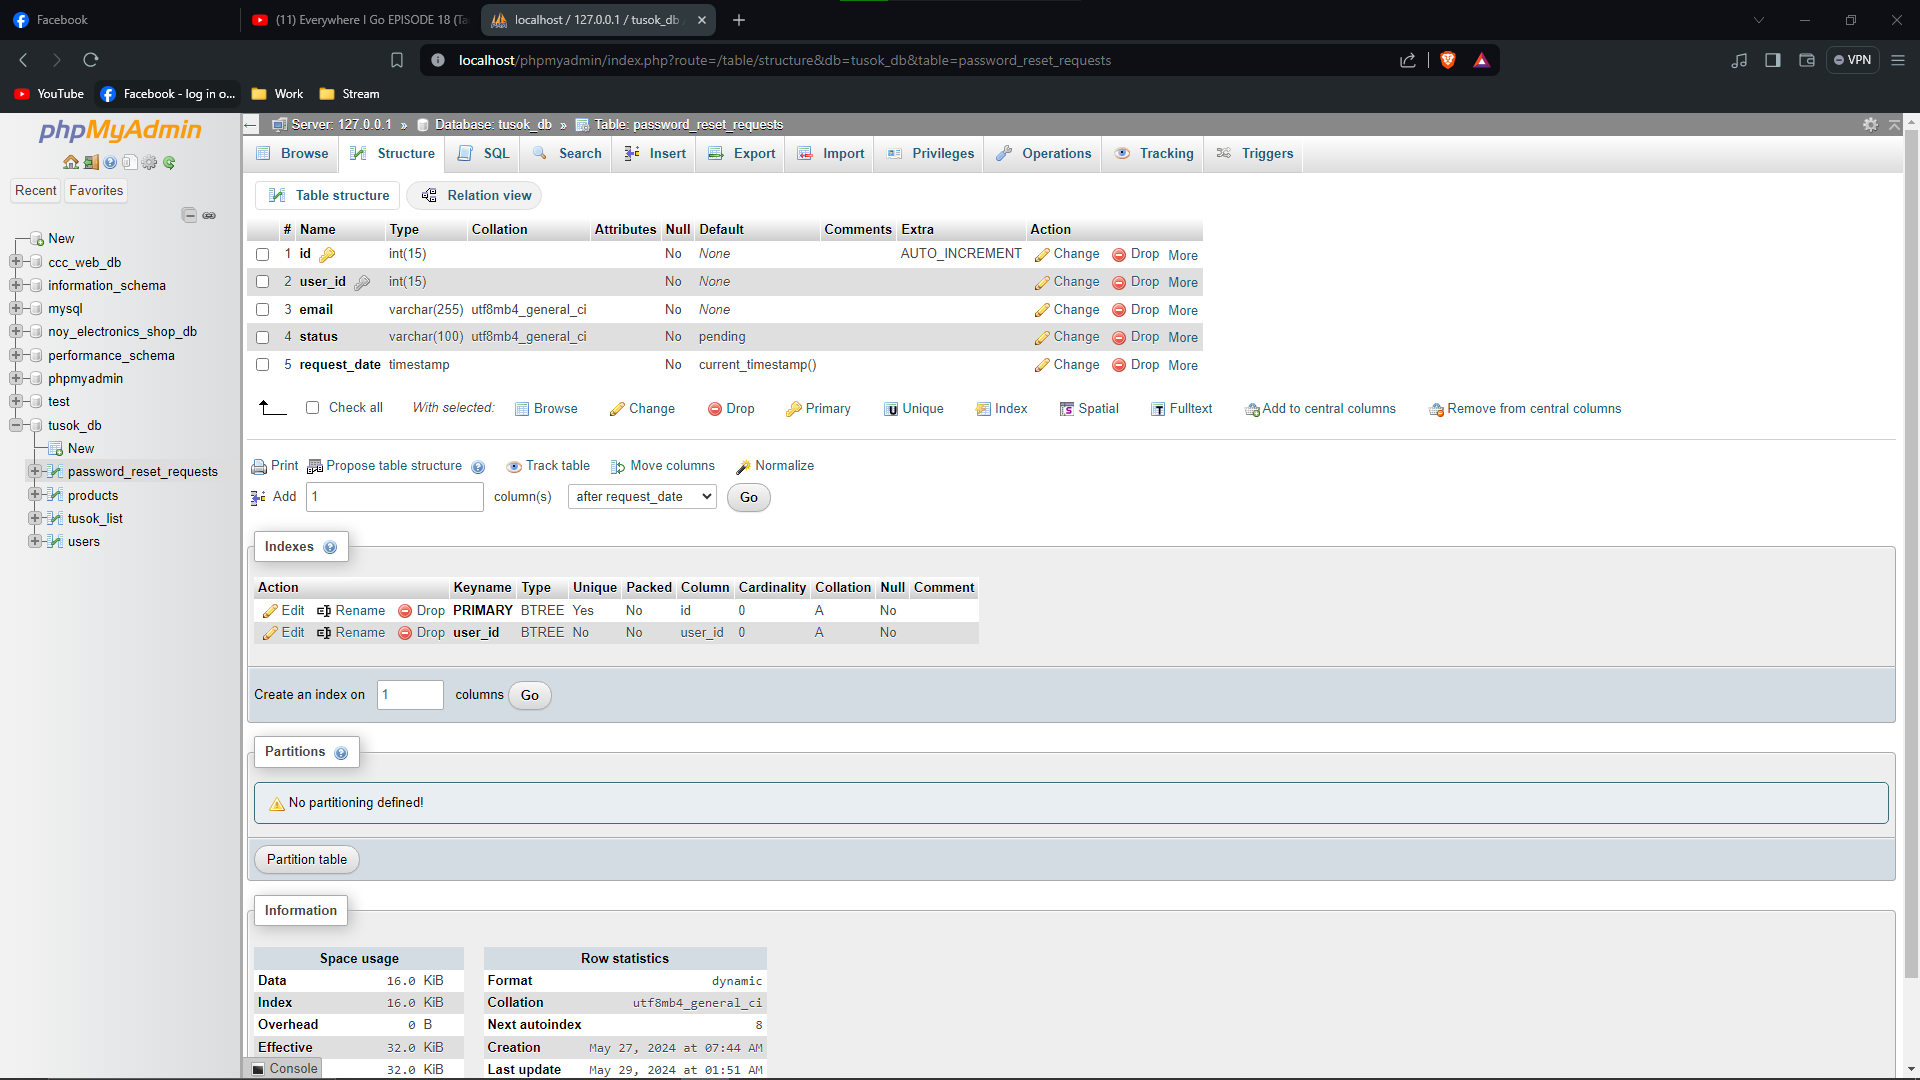 Facebook
(11) Everywhere I Go EPISODE 18 (Ta
localhost / 127.0.0.1 / tusok_db
localhost/phpmyadmin/index.php?route=/table/structure&db=tusok_db&table=password_reset_requests
VPN
YouTube
Facebook - log in o...
Work
Stream
phpMyAdmin
Recent
Favorites
New
ccc_web_db
information_schema
mysql
noy_electronics_shop_db
performance_schema
phpmyadmin
test
tusok_db
New
password_reset_requests
products
tusok_list
users
Server: 127.0.0.1 » Database: tusok_db » Table: password_reset_requests
Browse Structure SQL Search Insert Export Import Privileges Operations Tracking Triggers
Table structure Relation view
# Name Type Collation Attributes Null Default Comments Extra Action
1 id int(15) No None AUTO_INCREMENT Change Drop More
2 user_id int(15) No None Change Drop More
3 email varchar(255) utf8mb4_general_ci No None Change Drop More
4 status varchar(100) utf8mb4_general_ci No pending Change Drop More
5 request_date timestamp No current_timestamp() Change Drop More
Check all With selected: Browse Change Drop Primary Unique Index Spatial Fulltext Add to central columns Remove from central columns
Print Propose table structure Track table Move columns Normalize
Add 1 column(s) after request_date Go
Indexes
Action Keyname Type Unique Packed Column Cardinality Collation Null Comment
Edit Rename Drop PRIMARY BTREE Yes No id 0 A No
Edit Rename Drop user_id BTREE No No user_id 0 A No
Create an index on 1 columns Go
Partitions
No partitioning defined!
Partition table
Information
Space usage
Data 16.0 KiB
Index 16.0 KiB
Overhead 0 B
Effective 32.0 KiB
32.0 KiB
Row statistics
Format dynamic
Collation utf8mb4_general_ci
Next autoindex 8
Creation May 27, 2024 at 07:44 AM
Last update May 29, 2024 at 01:51 AM
Console